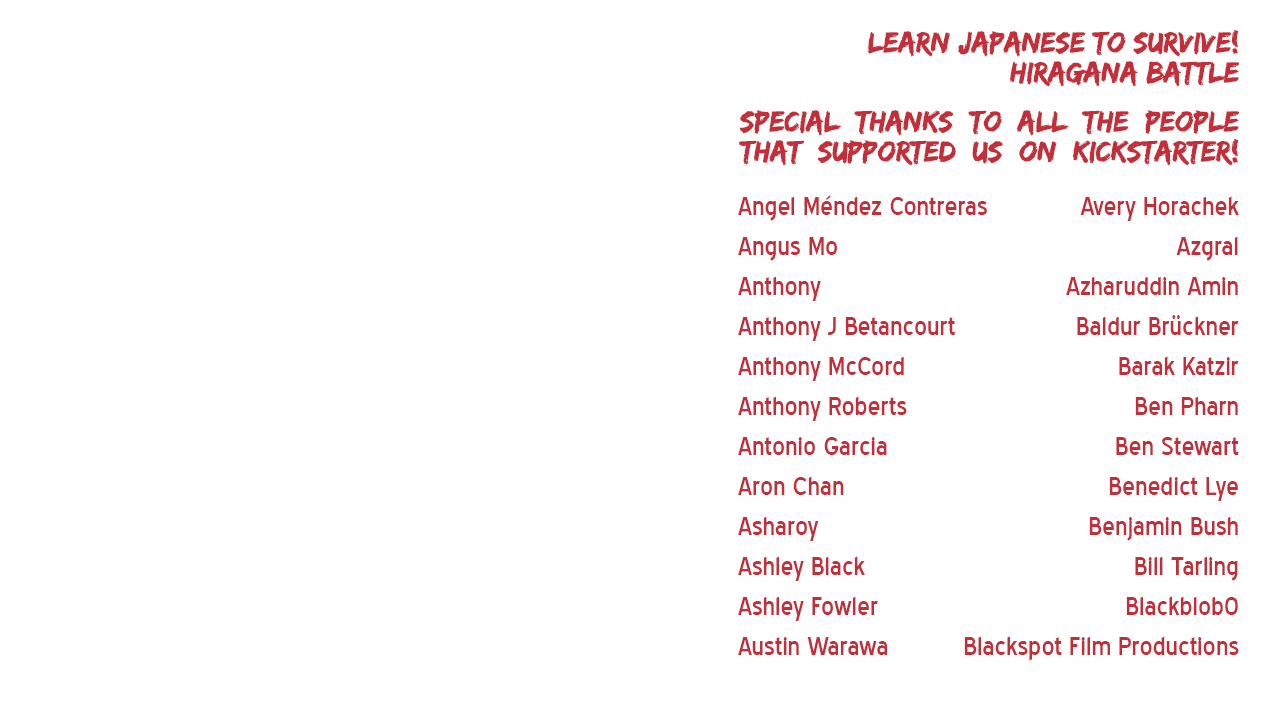 LEARN JAPANESE TO SURVIVE!
HIRAGANA BATTLE
SPECIAL THANKS TO ALL THE PEOPLE
THAT SUPPORTED US ON KICKSTARTER!
Angel Méndez Contreras Avery Horachek
Angus Mo Azgral
Anthony Azharuddin Amin
Anthony J Betancourt Baldur Brückner
Anthony McCord Barak Katzir
Anthony Roberts Ben Pharn
Antonio Garcia Ben Stewart
Aron Chan Benedict Lye
Asharoy Benjamin Bush
Ashley Black Bill Tarling
Ashley Fowler BlackblobO
Austin Warawa Blackspot Film Productions